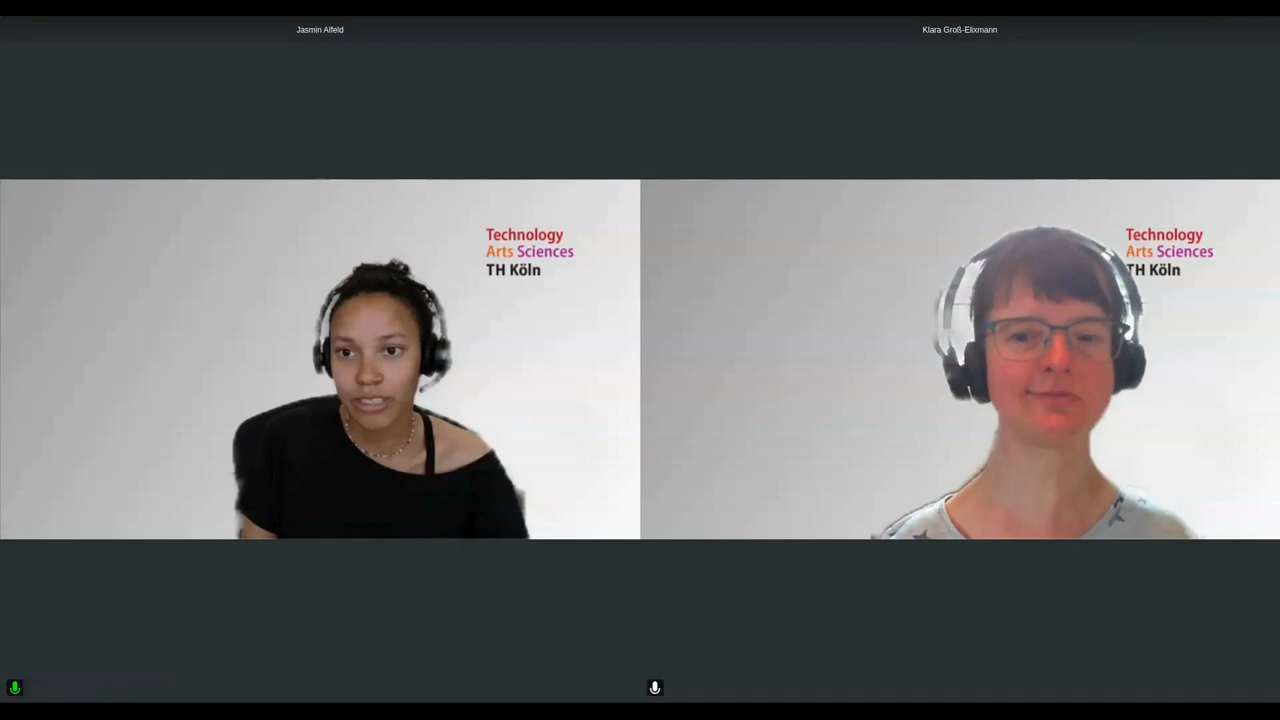 Jasmin Alfeld
Klara Groß-Elixmann
Technology
Arts Sciences
TH Köln
Technology
Arts Sciences
TH Köln